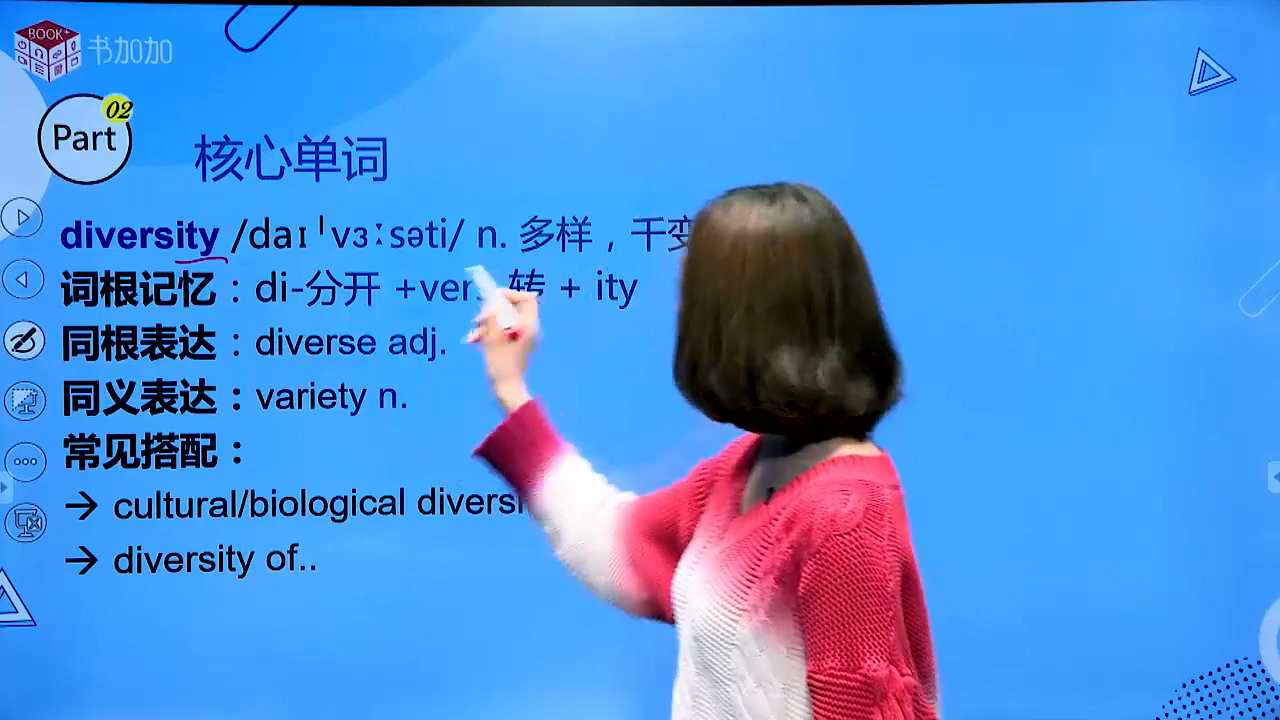 BOOK+
书加加
02
Part
核心单词
diversity /daɪˈvɜːsəti/ n. 多样，千变
词根记忆：di-分开 +vers 转 + ity
同根表达：diverse adj.
同义表达：variety n.
常见搭配：
→ cultural/biological diversi
→ diversity of..